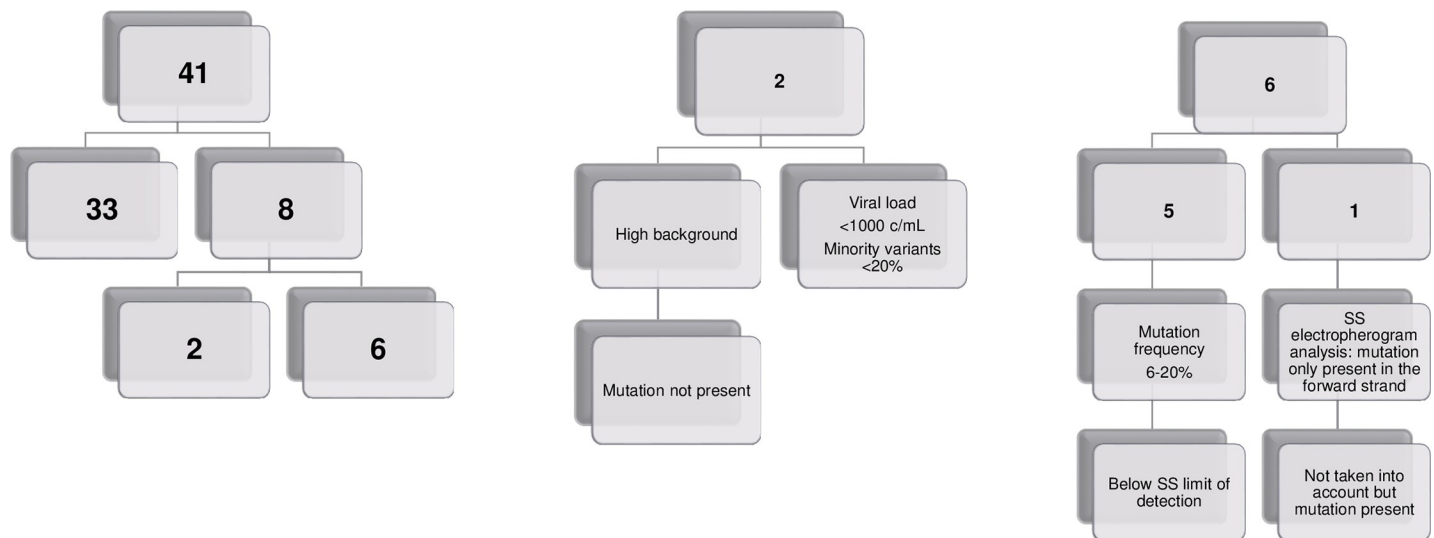 41
33
8
2
6
2
High background
Viral load
<1000 c/mL
Minority variants
<20%
Mutation not present
6
5
1
Mutation
frequency
6-20%
SS
electropherogram
analysis: mutation
only present in the
forward strand
Below SS limit of
detection
Not taken into
account but
mutation present